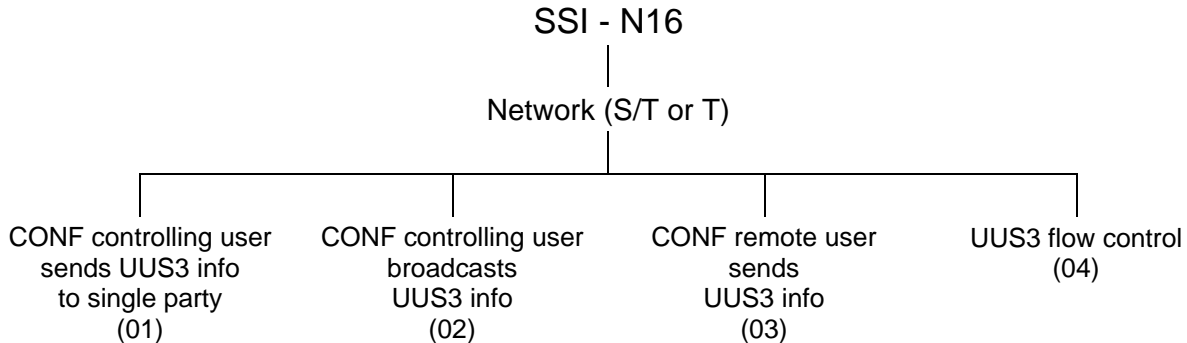 SSI - N16
Network (S/T or T)
CONF controlling user
sends UUS3 info
to single party
(01)
CONF controlling user
broadcasts
UUS3 info
(02)
CONF remote user
sends
UUS3 info
(03)
UUS3 flow control
(04)